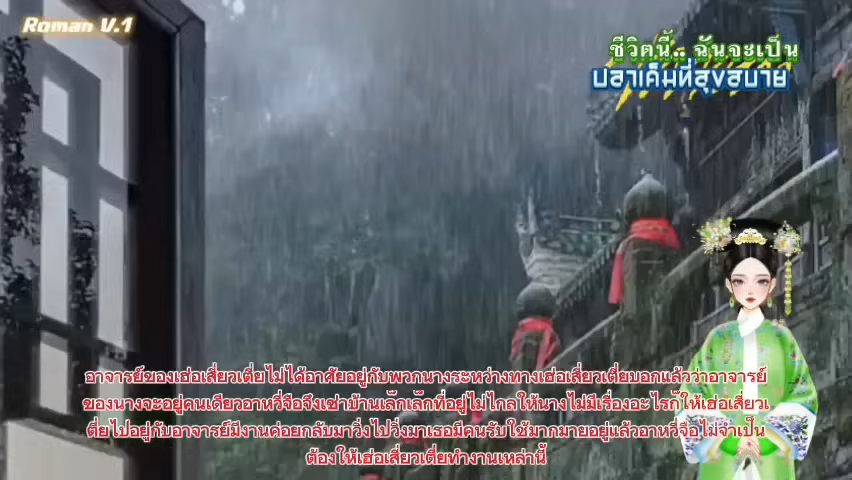 Roman V.1
ชีวิตนี้.. ฉันจะเป็น
ปลาเค็มที่สุขสบาย
อาจารย์ของเฮ่อเสี่ยวเตี่ยไม่ได้อาศัยอยู่กับพวกนางระหว่างทางเฮ่อเสี่ยวเตี่ยบอกแล้วว่าอาจารย์
ของนางจะอยู่คนเดียวอาหวี่จือจึงเช่าบ้านเล็กเล็กที่อยู่ไม่ไกลให้นางไม่มีเรื่องอะไรก็ให้เฮ่อเสี่ยวเ
ตี่ยไปอยู่กับอาจารย์มีงานค่อยกลับมาวิ่งไปวิ่งมาเธอมีคนรับใช้มากมายอยู่แล้วอาหวี่จือไม่จำเป็น
ต้องให้เฮ่อเสี่ยวเตี่ยทำงานเหล่านี้